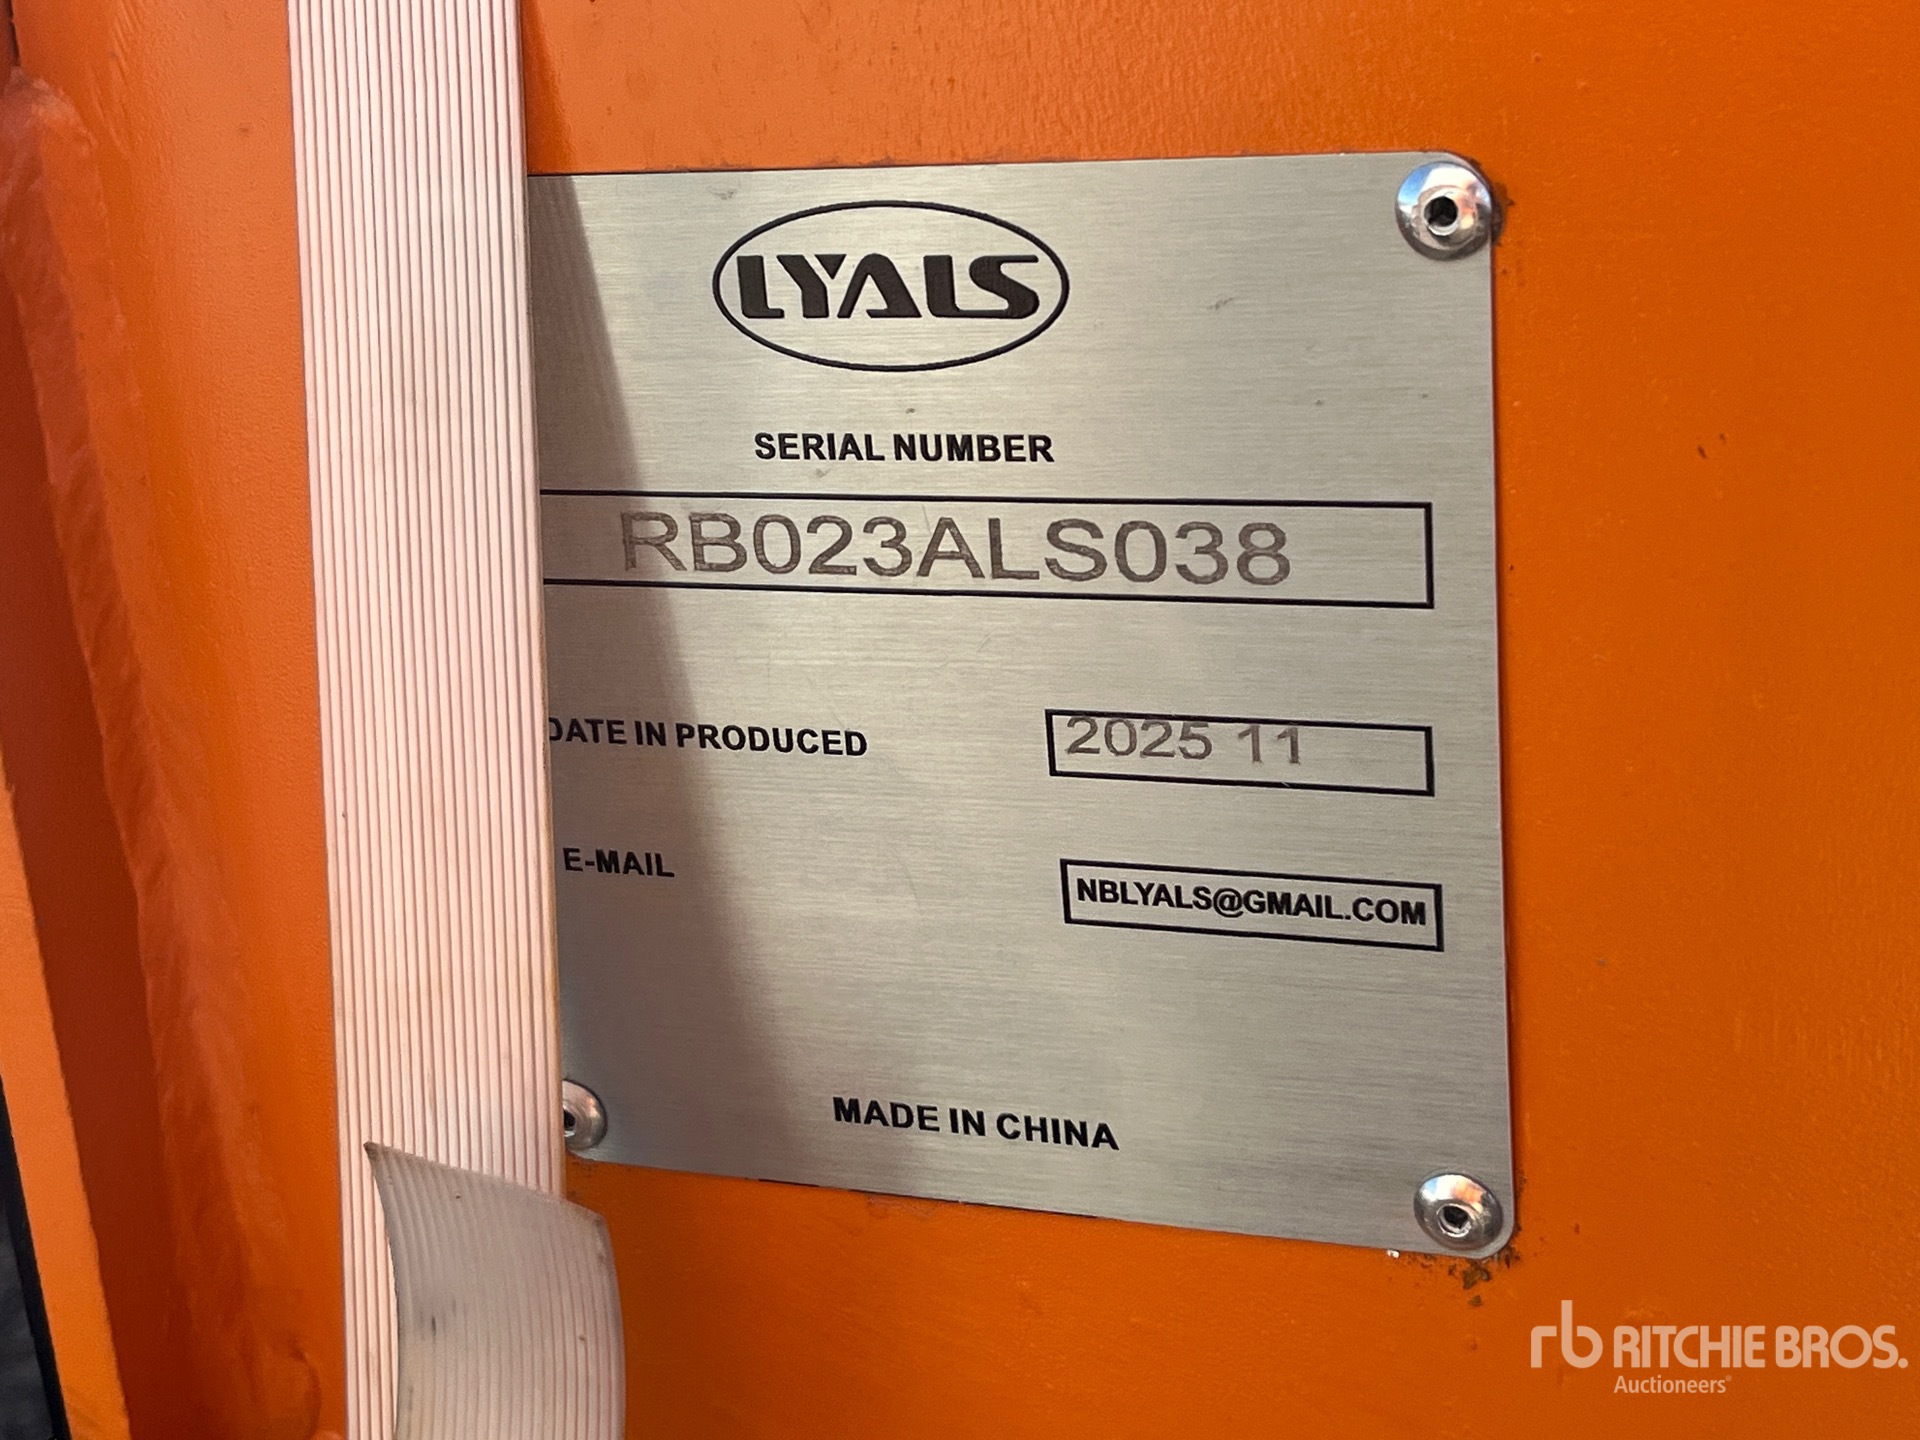 LYALS
SERIAL NUMBER
RB023ALS038
DATE IN PRODUCED
2025 11
E-MAIL
NBLYALS@GMAIL.COM
MADE IN CHINA
rb RITCHIE BROS.
Auctioneers®